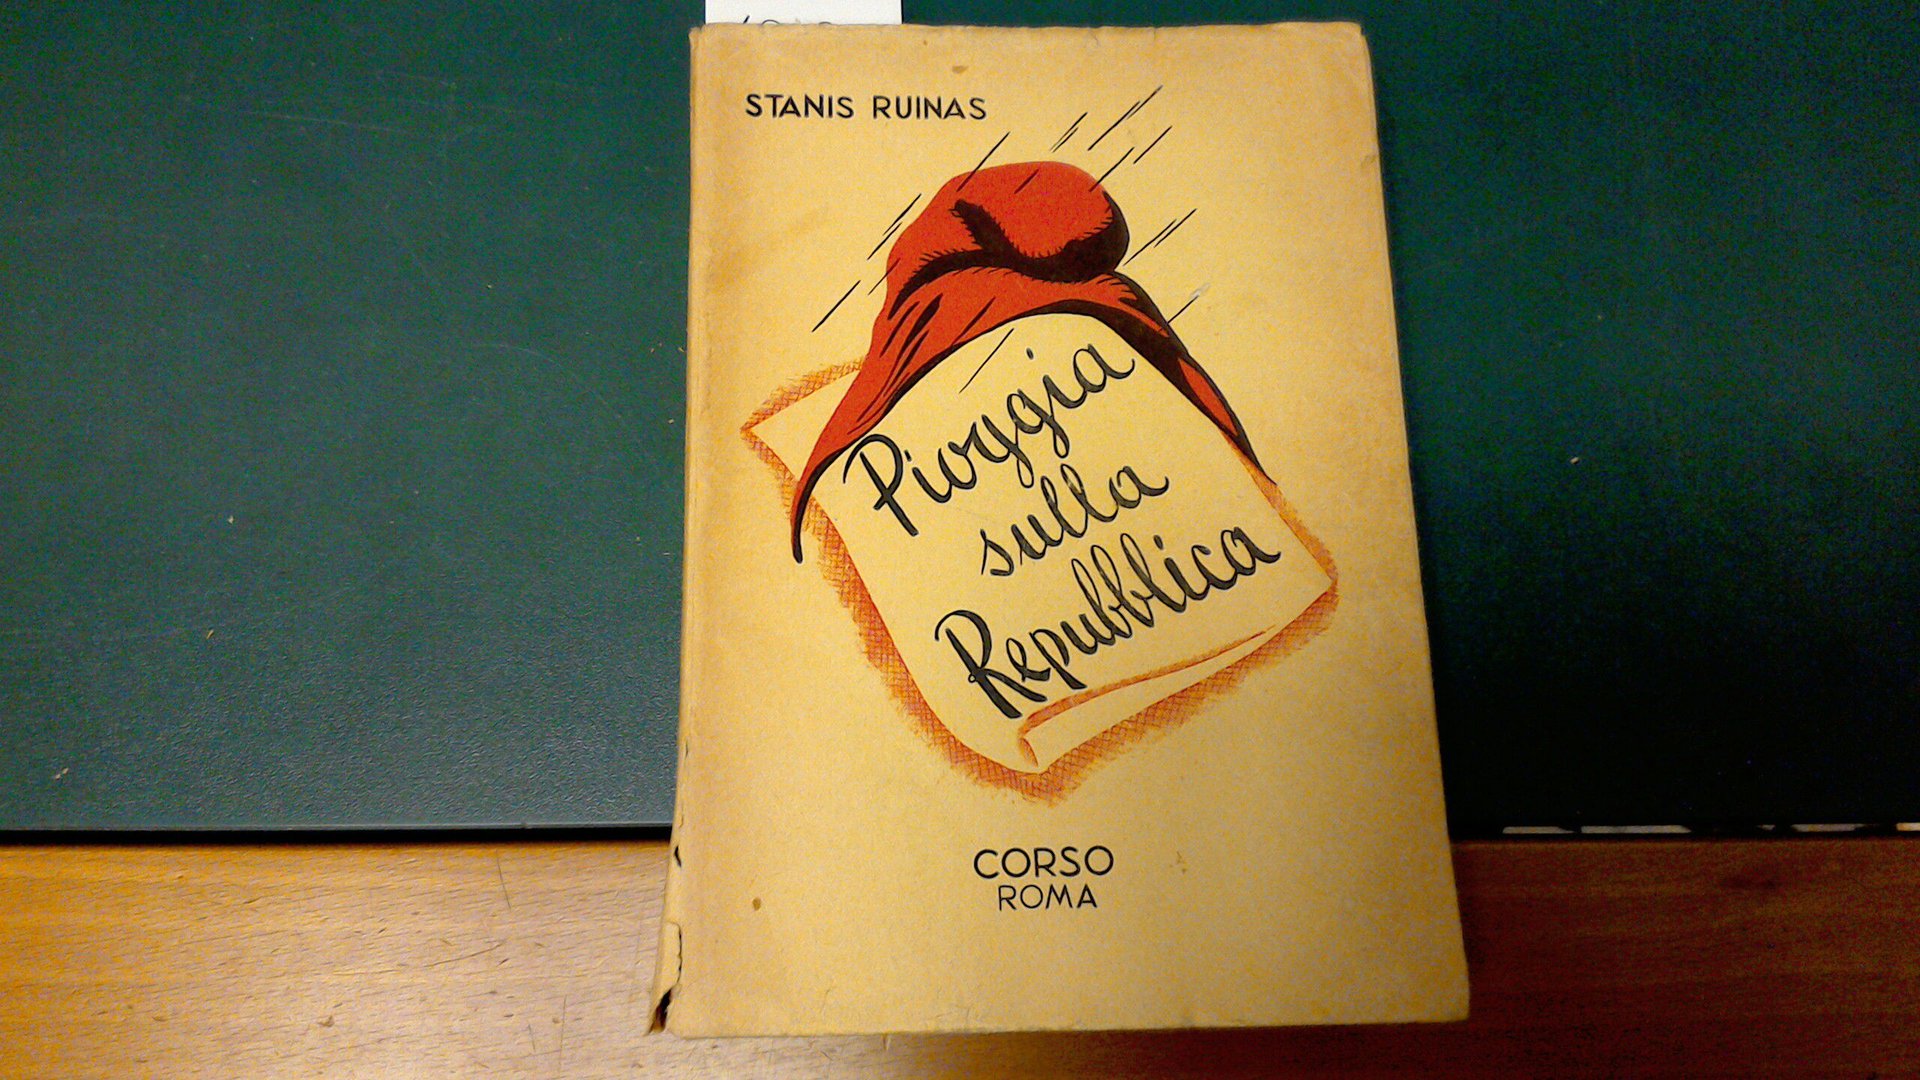 STANIS RUINAS
Pioggia
sulla
Repubblica
CORSO
ROMA